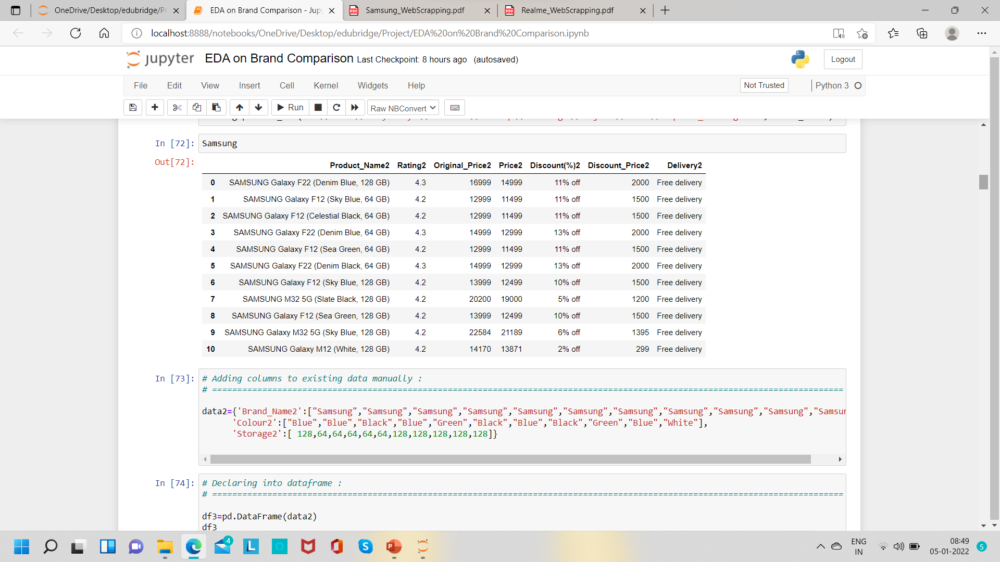 OneDrive/Desktop/edubridge/Pr
EDA on Brand Comparison - Jup
Samsung_WebScrapping.pdf
Realme_WebScrapping.pdf
localhost:8888/notebooks/OneDrive/Desktop/edubridge/Project/EDA%20on%20Brand%20Comparison.ipynb
jupyter EDA on Brand Comparison Last Checkpoint: 8 hours ago (autosaved)
Logout
File Edit View Insert Cell Kernel Widgets Help
Not Trusted
Python 3
Run
Raw NBConvert
In [72]: Samsung
Out[72]:
Product_Name2 Rating2 Original_Price2 Price2 Discount(%)2 Discount_Price2 Delivery2
0 SAMSUNG Galaxy F22 (Denim Blue, 128 GB) 4.3 16999 14999 11% off 2000 Free delivery
1 SAMSUNG Galaxy F12 (Sky Blue, 64 GB) 4.2 12999 11499 11% off 1500 Free delivery
2 SAMSUNG Galaxy F12 (Celestial Black, 64 GB) 4.2 12999 11499 11% off 1500 Free delivery
3 SAMSUNG Galaxy F22 (Denim Blue, 64 GB) 4.3 14999 12999 13% off 2000 Free delivery
4 SAMSUNG Galaxy F12 (Sea Green, 64 GB) 4.2 12999 11499 11% off 1500 Free delivery
5 SAMSUNG Galaxy F22 (Denim Black, 64 GB) 4.3 14999 12999 13% off 2000 Free delivery
6 SAMSUNG Galaxy F12 (Sky Blue, 128 GB) 4.2 13999 12499 10% off 1500 Free delivery
7 SAMSUNG M32 5G (Slate Black, 128 GB) 4.2 20200 19000 5% off 1200 Free delivery
8 SAMSUNG Galaxy F12 (Sea Green, 128 GB) 4.2 13999 12499 10% off 1500 Free delivery
9 SAMSUNG Galaxy M32 5G (Sky Blue, 128 GB) 4.2 22584 21189 6% off 1395 Free delivery
10 SAMSUNG Galaxy M12 (White, 128 GB) 4.2 14170 13871 2% off 299 Free delivery
In [73]: # Adding columns to existing data manually :
# ==============================================================================================================================
data2={'Brand_Name2':["Samsung","Samsung","Samsung","Samsung","Samsung","Samsung","Samsung","Samsung","Samsung","Samsung","Samsur
'Colour2':["Blue","Blue","Black","Blue","Green","Black","Blue","Black","Green","Blue","White"],
'Storage2':[ 128,64,64,64,64,64,128,128,128,128,128]}
In [74]: # Declaring into dataframe :
# ==============================================================================================================================
df3=pd.DataFrame(data2)
df3
4
ENG
IN
08:49
05-01-2022
5